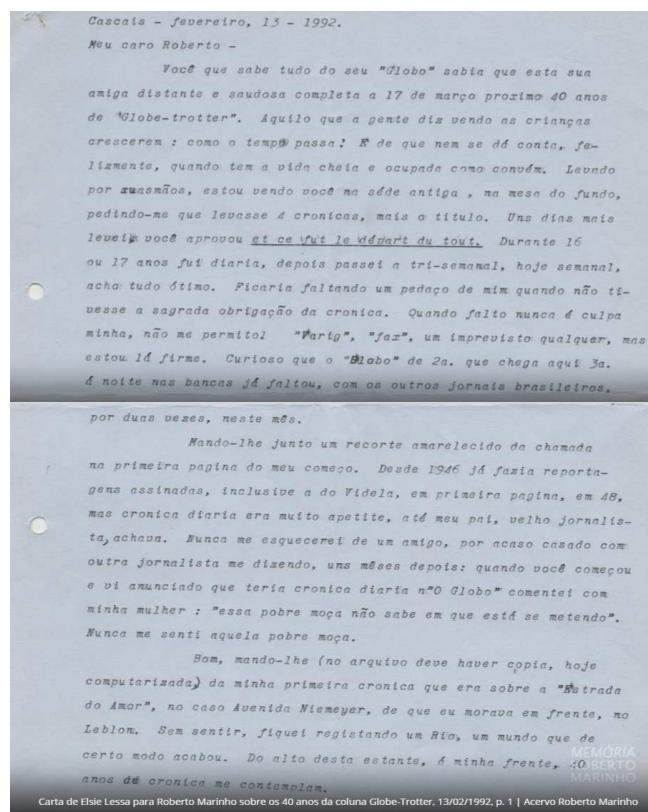 Cascais - fevereiro, 13 - 1992.
Meu caro Roberto -
Você que sabe tudo do seu "Globo" sabia que esta sua
amiga distante e saudosa completa a 17 de março proximo 40 anos
de "Globe-trotter". Aquilo que a gente diz vendo as crianças
crescerem : como o tempo passa! E de que nem se dá conta, fe-
lizmente, quando tem a vida cheia e ocupada como convém. Levado
por suasmãos, estou vendo você na séde antiga , na mesa do fundo,
pedindo-me que levasse 4 cronicas, mais o titulo. Uns dias mais
levei, você aprovou et ce fut le départ du tout. Durante 16
ou 17 anos fui diaria, depois passei a tri-semanal, hoje semanal,
acho tudo ótimo. Ficaria faltando um pedaço de mim quando não ti-
vesse a sagrada obrigação da cronica. Quando falto nunca é culpa
minha, não me permito! "Varig", "fax", um imprevisto qualquer, mas
estou lá firme. Curioso que o "Globo" de 2a. que chega aqui 3a.
á noite nas bancas já faltou, com os outros jornais brasileiros,
por duas vezes, neste mês.
Mando-lhe junto um recorte amarelecido da chamada
na primeira pagina do meu começo. Desde 1946 já fazia reporta-
gens assinadas, inclusive a do Videla, em primeira pagina, em 48,
mas cronica diaria era muito apetite, até meu pai, velho jornalis-
ta, achava. Nunca me esquecerei de um amigo, por acaso casado com
outra jornalista me dizendo, uns mêses depois: quando você começou
e vi anunciado que teria cronica diaria n"O Globo" comentei com
minha mulher : "essa pobre moça não sabe em que está se metendo".
Nunca me senti aquela pobre moça.
Bom, mando-lhe (no arquivo deve haver copia, hoje
computarizada) da minha primeira cronica que era sobre a "Estrada
do Amor", no caso Avenida Niemeyer, de que eu morava em frente, no
Leblon. Sem sentir, fiquei registando um Rio, um mundo que de
certo modo acabou. Do alto desta estante, á minha frente, 40
anos de cronica me contemplam.
MEMÓRIA
ROBERTO
MARINHO
Carta de Elsie Lessa para Roberto Marinho sobre os 40 anos da coluna Globe-Trotter, 13/02/1992, p. 1 | Acervo Roberto Marinho